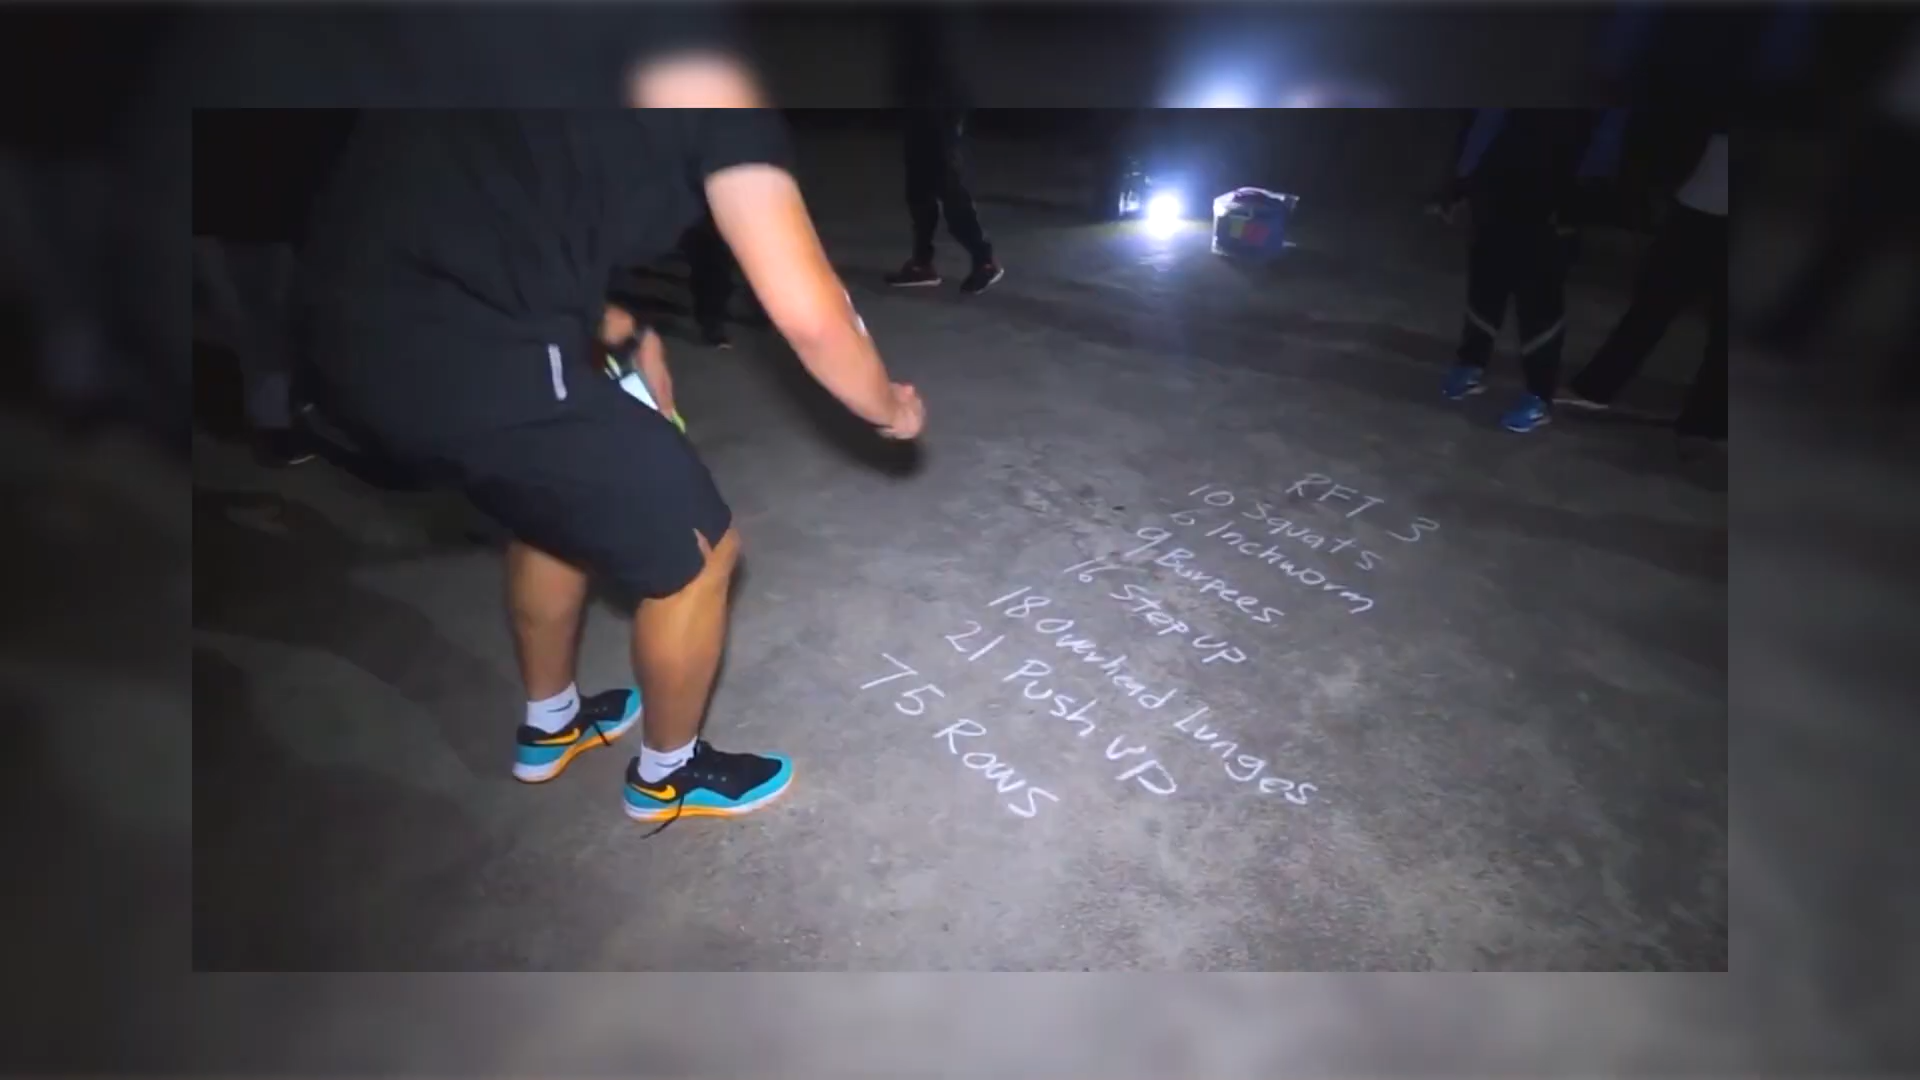 RFT 3
10 Squats
6 Inchworm
9 Burpees
16 Step up
18 Overhead Lunges
21 Push up
75 Rows